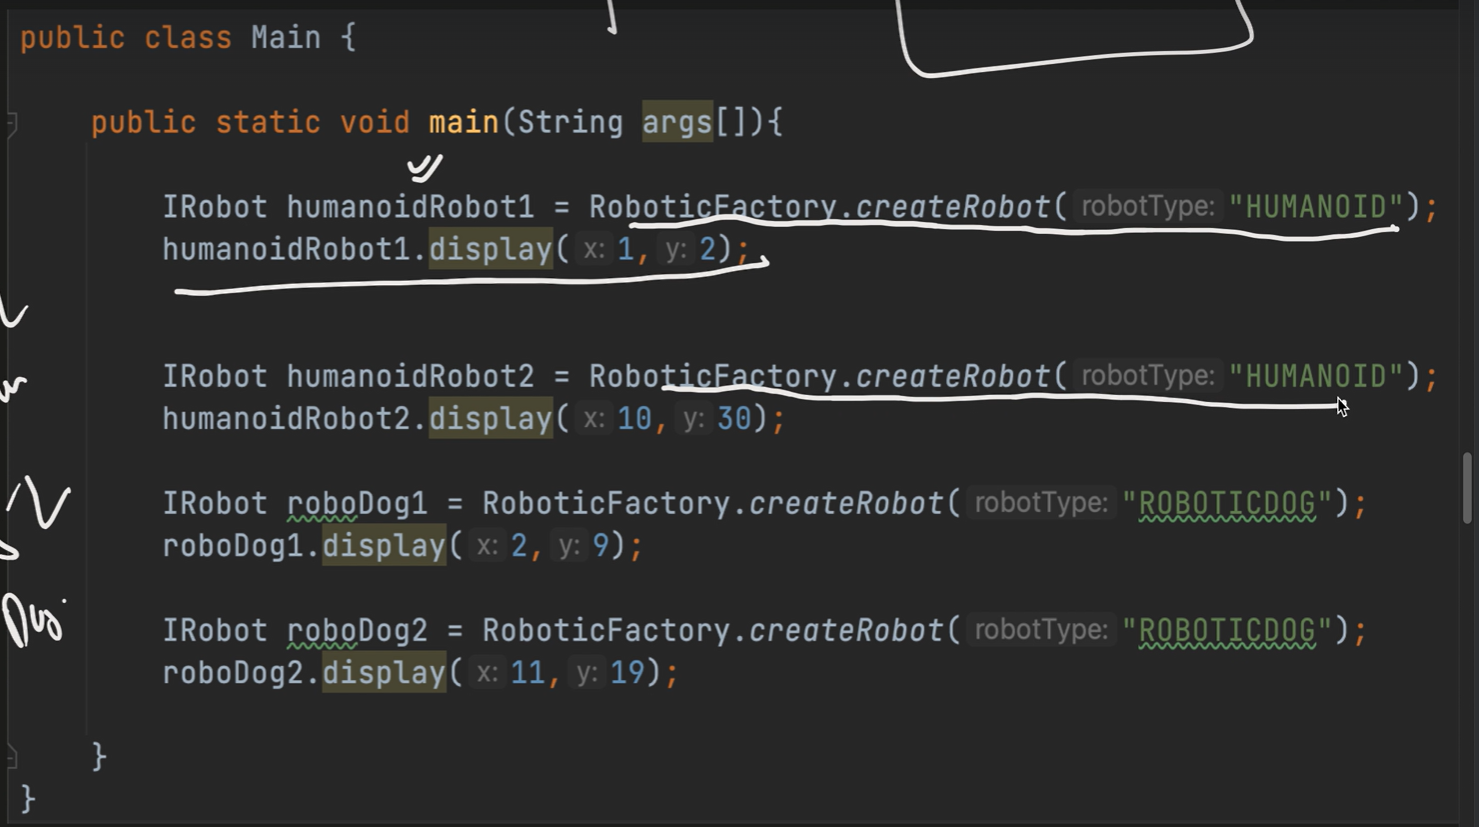 public class Main {
public static void main(String args[]){
IRobot humanoidRobot1 = RoboticFactory.createRobot( robotType: "HUMANOID");
humanoidRobot1.display( x: 1, y: 2);
IRobot humanoidRobot2 = RoboticFactory.createRobot( robotType: "HUMANOID");
humanoidRobot2.display( x: 10, y: 30);
IRobot roboDog1 = RoboticFactory.createRobot( robotType: "ROBOTICDOG");
roboDog1.display( x: 2, y: 9);
IRobot roboDog2 = RoboticFactory.createRobot( robotType: "ROBOTICDOG");
roboDog2.display( x: 11, y: 19);
}
}